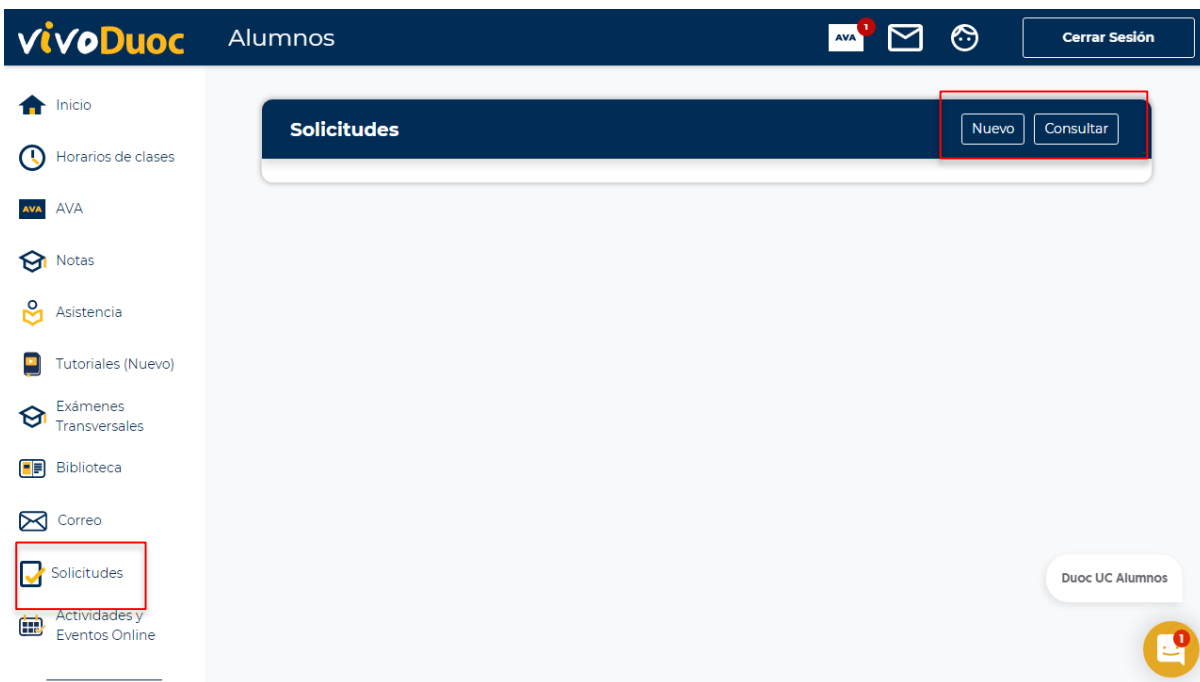 vivoDuoc
Alumnos
AVA
1
Cerrar Sesión
Inicio
Horarios de clases
AVA
AVA
Notas
Asistencia
Tutoriales (Nuevo)
Exámenes
Transversales
Biblioteca
Correo
Solicitudes
Actividades y
Eventos Online
Solicitudes
Nuevo
Consultar
Duoc UC Alumnos
1